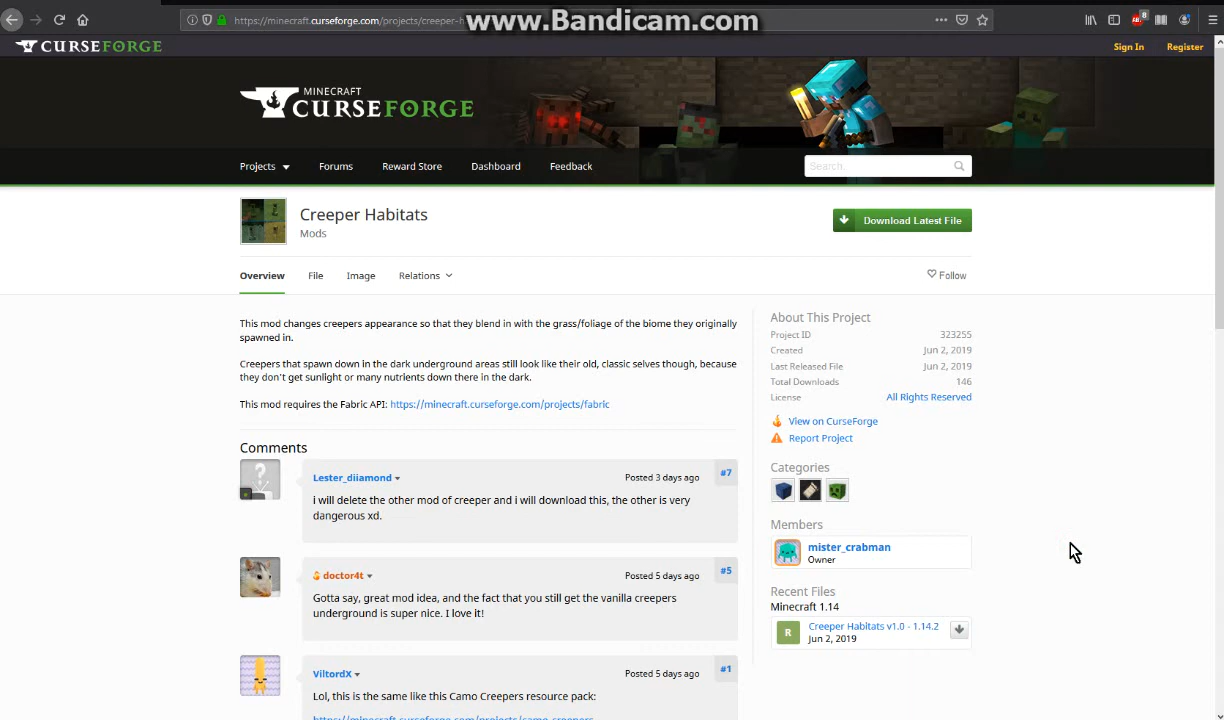 www.Bandicam.com
https://minecraft.curseforge.com/projects/creeper-h
8
CURSEFORGE
Sign In
Register
MINECRAFT
CURSEFORGE
Projects
Forums
Reward Store
Dashboard
Feedback
Search
Creeper Habitats
Mods
Download Latest File
Overview
File
Image
Relations
Follow
This mod changes creepers appearance so that they blend in with the grass/foliage of the biome they originally
spawned in.
Creepers that spawn down in the dark underground areas still look like their old, classic selves though, because
they don't get sunlight or many nutrients down there in the dark.
This mod requires the Fabric API: https://minecraft.curseforge.com/projects/fabric
Comments
Lester_diiamond
Posted 3 days ago
#7
i will delete the other mod of creeper and i will download this, the other is very
dangerous xd.
doctor4t
Posted 5 days ago
#5
Gotta say, great mod idea, and the fact that you still get the vanilla creepers
underground is super nice. I love it!
ViltordX
Posted 5 days ago
#1
Lol, this is the same like this Camo Creepers resource pack:
https://minecraft.curseforge.com/projects/camo-creepers
About This Project
Project ID 323255
Created Jun 2, 2019
Last Released File Jun 2, 2019
Total Downloads 146
License All Rights Reserved
View on CurseForge
Report Project
Categories
Members
mister_crabman
Owner
Recent Files
Minecraft 1.14
R
Creeper Habitats v1.0 - 1.14.2
Jun 2, 2019